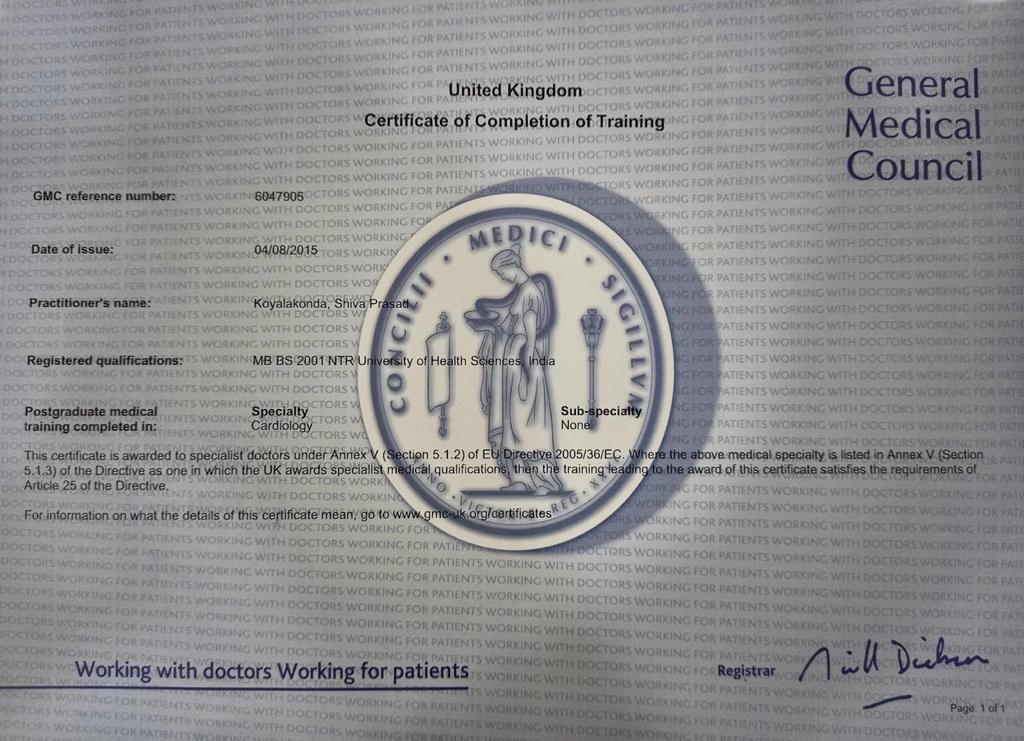 United Kingdom
Certificate of Completion of Training
General
Medical
Council
GMC reference number: 6047905
Date of issue: 04/08/2015
Practitioner's name: Koyalakonda, Shiva Prasad
Registered qualifications: MB BS 2001 NTR University of Health Sciences, India
Postgraduate medical Specialty Sub-specialty
training completed in: Cardiology None
This certificate is awarded to specialist doctors under Annex V (Section 5.1.2) of EU Directive 2005/36/EC. Where the above medical specialty is listed in Annex V (Section
5.1.3) of the Directive as one in which the UK awards specialist medical qualifications, then the training leading to the award of this certificate satisfies the requirements of
Article 25 of the Directive.
For information on what the details of this certificate mean, go to www.gmc-uk.org/certificates
CONCILII · MEDICI · SIGILLVM
Working with doctors Working for patients
Registrar
Page: 1 of 1
WORKING WITH DOCTORS WORKING FOR PATIENTS